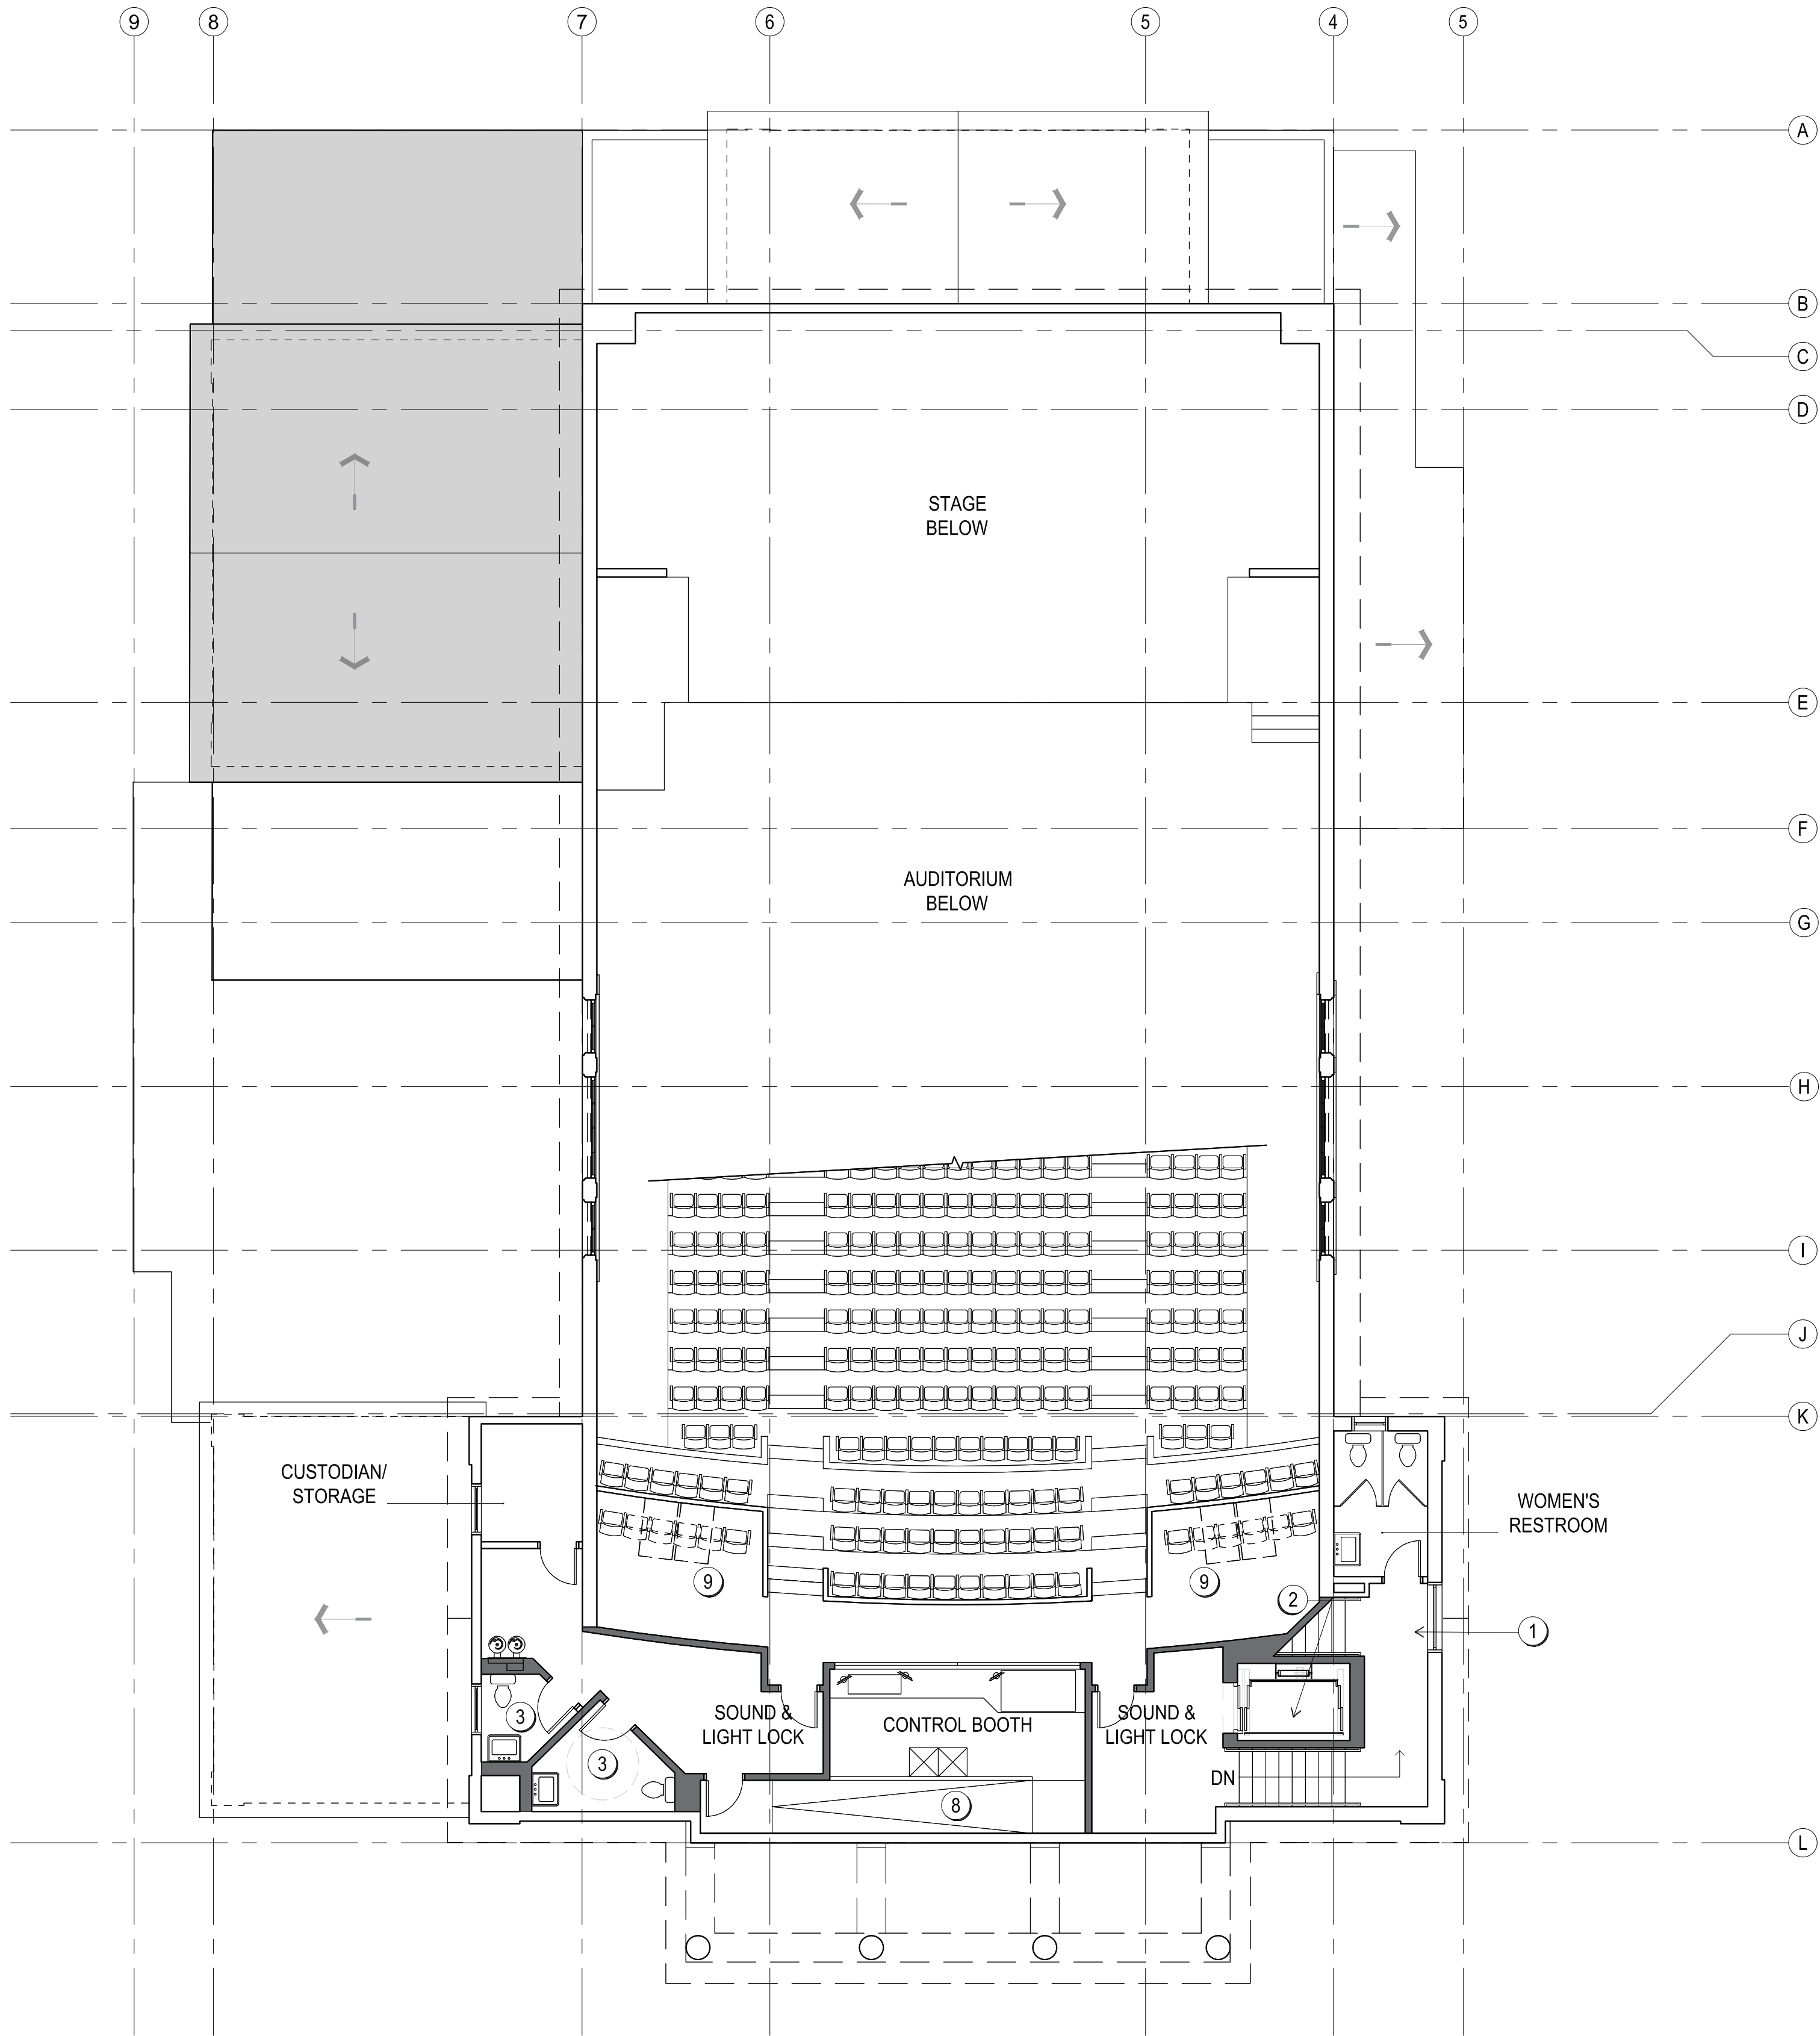 9 8 7 6 5 4 5
A
B
C
D
STAGE
BELOW
E
F
AUDITORIUM
BELOW
G
H
I
J
K
CUSTODIAN/
STORAGE
WOMEN'S
RESTROOM
9
9
2
1
3
SOUND &
LIGHT LOCK
CONTROL BOOTH
SOUND &
LIGHT LOCK
3
DN
8
L